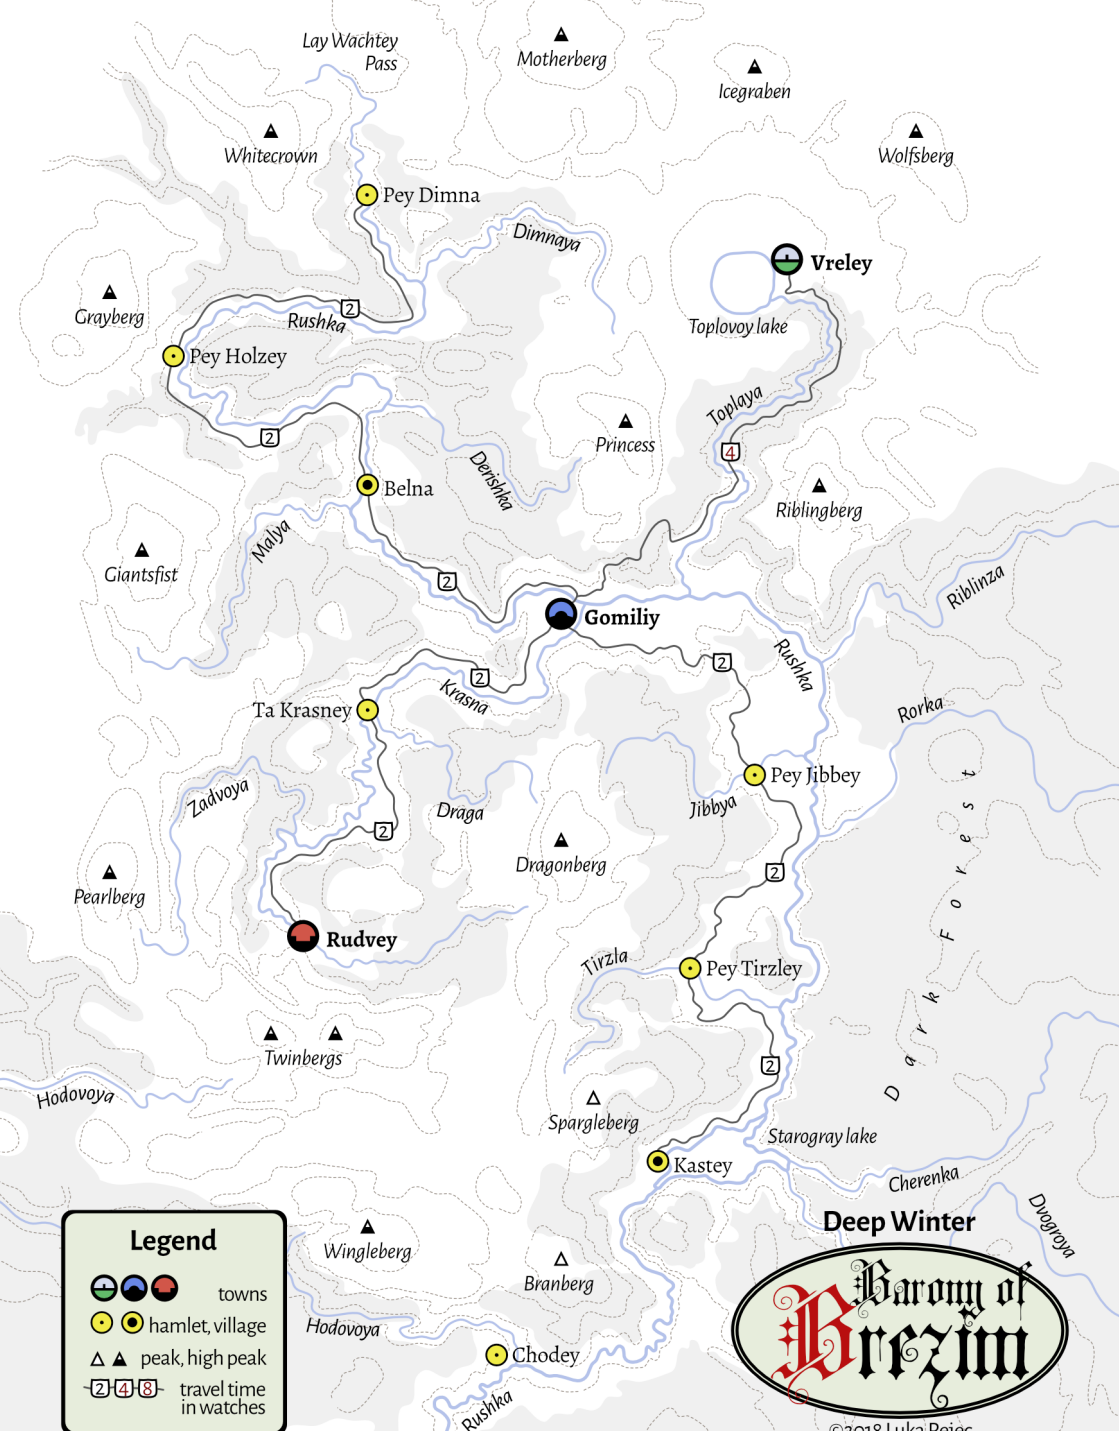 Lay Wachtey
Pass
Motherberg
Icegraben
Whitecrown
Wolfsberg
Pey Dimna
Dimnaya
Vreley
Grayberg
2
Rushka
Toplovoy lake
Pey Holzey
Toplaya
2
Princess
4
Derishka
Belna
Riblingberg
Malya
Giantsfist
2
Riblinza
Gomiliy
2
Rushka
2
Krasna
Ta Krasney
Rorka
Pey Jibbey
Zadvoya
Jibbya
Draga
2
Dark Forest
Dragonberg
2
Pearlberg
Rudvey
Tirzla
Pey Tirzley
Twinbergs
2
Hodovoya
Spargleberg
Starogray lake
Kastey
Cherenka
Dvogroya
Deep Winter
Barony of
Brezim
Wingleberg
Branberg
Hodovoya
Chodey
Rushka
Legend
towns
hamlet, village
peak, high peak
2 4 8 travel time
in watches
©2018 Luka Rejec